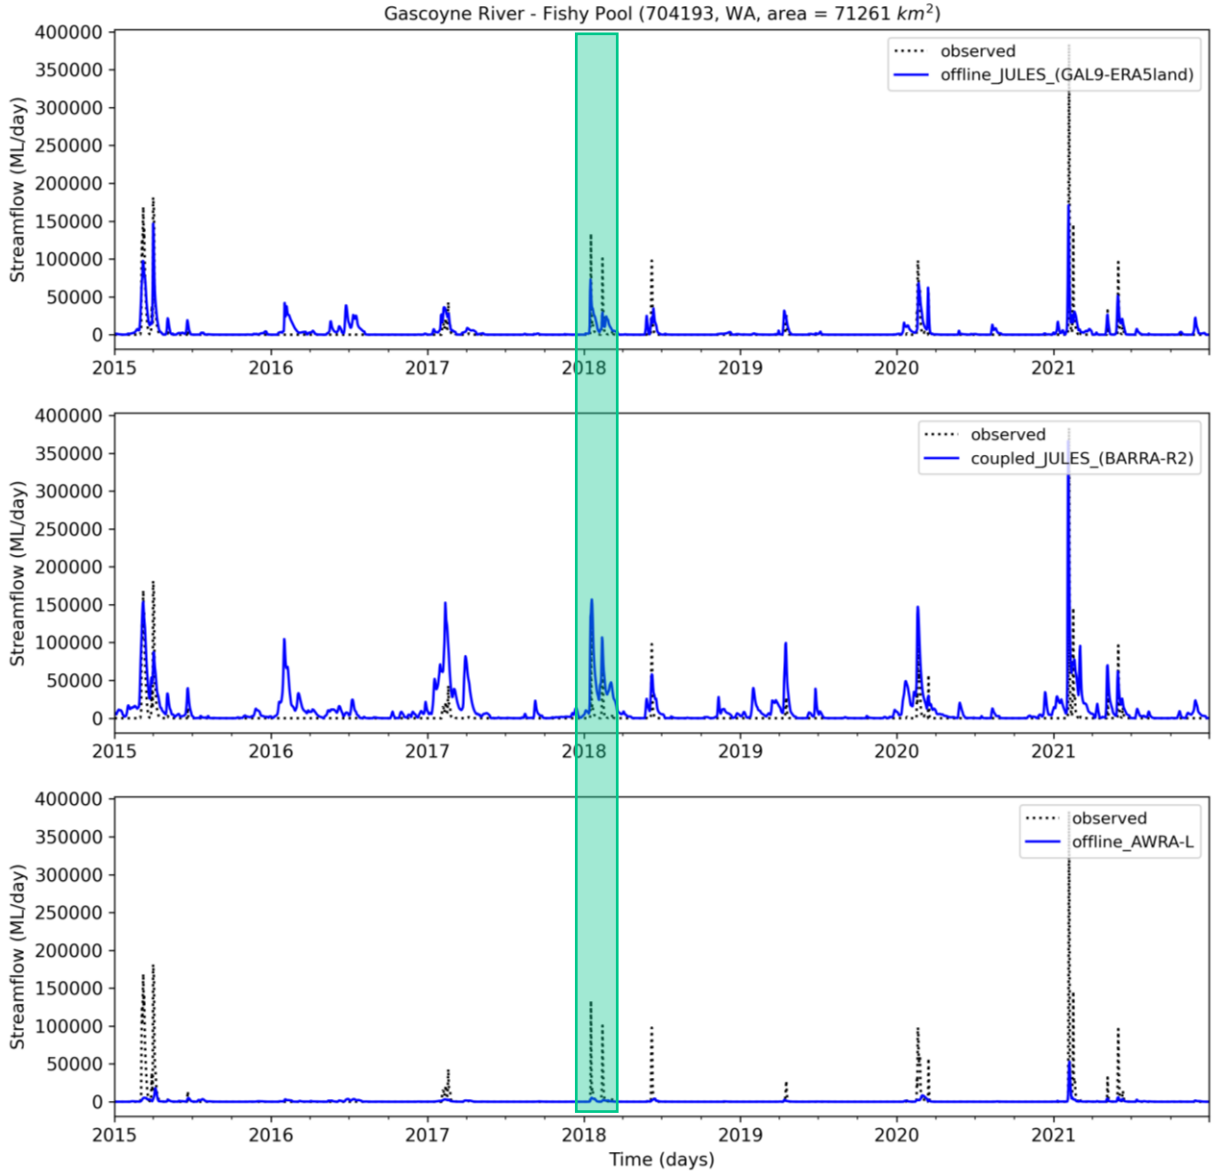 Gascoyne River - Fishy Pool (704193, WA, area = 71261 km²)
400000
350000
300000
250000
200000
150000
100000
50000
0
Streamflow (ML/day)
observed
offline_JULES_(GAL9-ERA5land)
2015 2016 2017 2018 2019 2020 2021
400000
350000
300000
250000
200000
150000
100000
50000
0
Streamflow (ML/day)
observed
coupled_JULES_(BARRA-R2)
2015 2016 2017 2018 2019 2020 2021
400000
350000
300000
250000
200000
150000
100000
50000
0
Streamflow (ML/day)
observed
offline_AWRA-L
2015 2016 2017 2018 2019 2020 2021
Time (days)